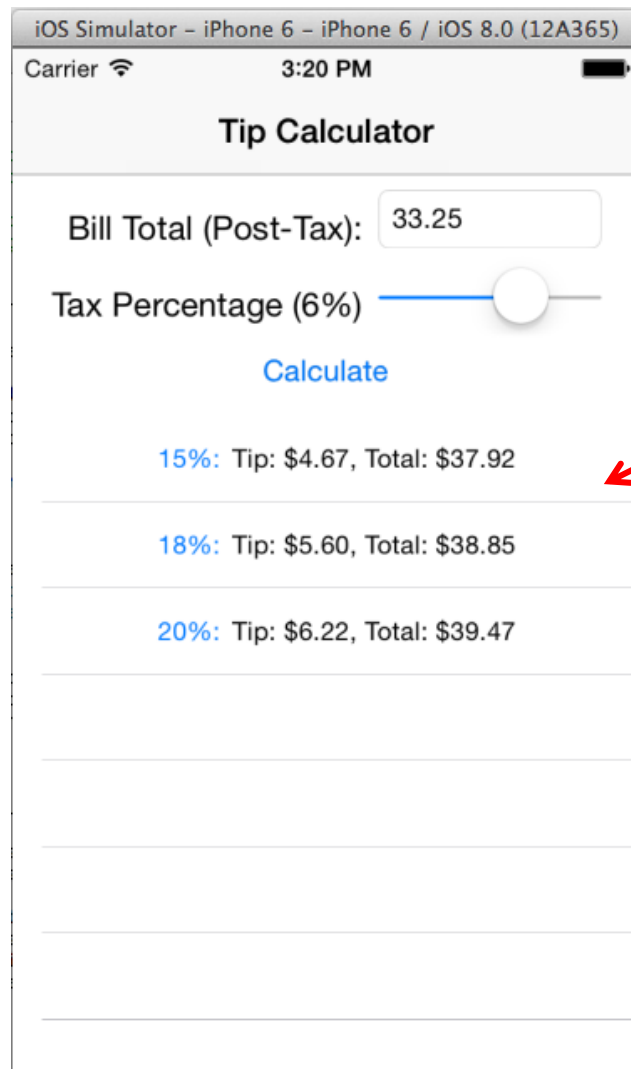 iOS Simulator – iPhone 6 – iPhone 6 / iOS 8.0 (12A365)
Carrier 3:20 PM
Tip Calculator
Bill Total (Post-Tax): 33.25
Tax Percentage (6%)
Calculate
15%: Tip: $4.67, Total: $37.92
18%: Tip: $5.60, Total: $38.85
20%: Tip: $6.22, Total: $39.47